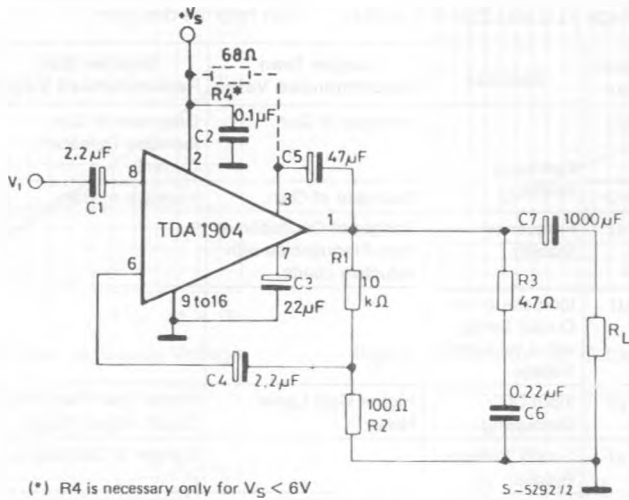 +Vs
68Ω
R4*
0.1µF
C2
2
2,2µF
C5
47µF
VI
8
C1
3
TDA 1904
1
C7
1000µF
7
R1
6
C3
10
kΩ
R3
4.7Ω
9 to16
22µF
RL
C4
2.2µF
0.22µF
100Ω
R2
C6
(*) R4 is necessary only for VS < 6V
S-5292/2